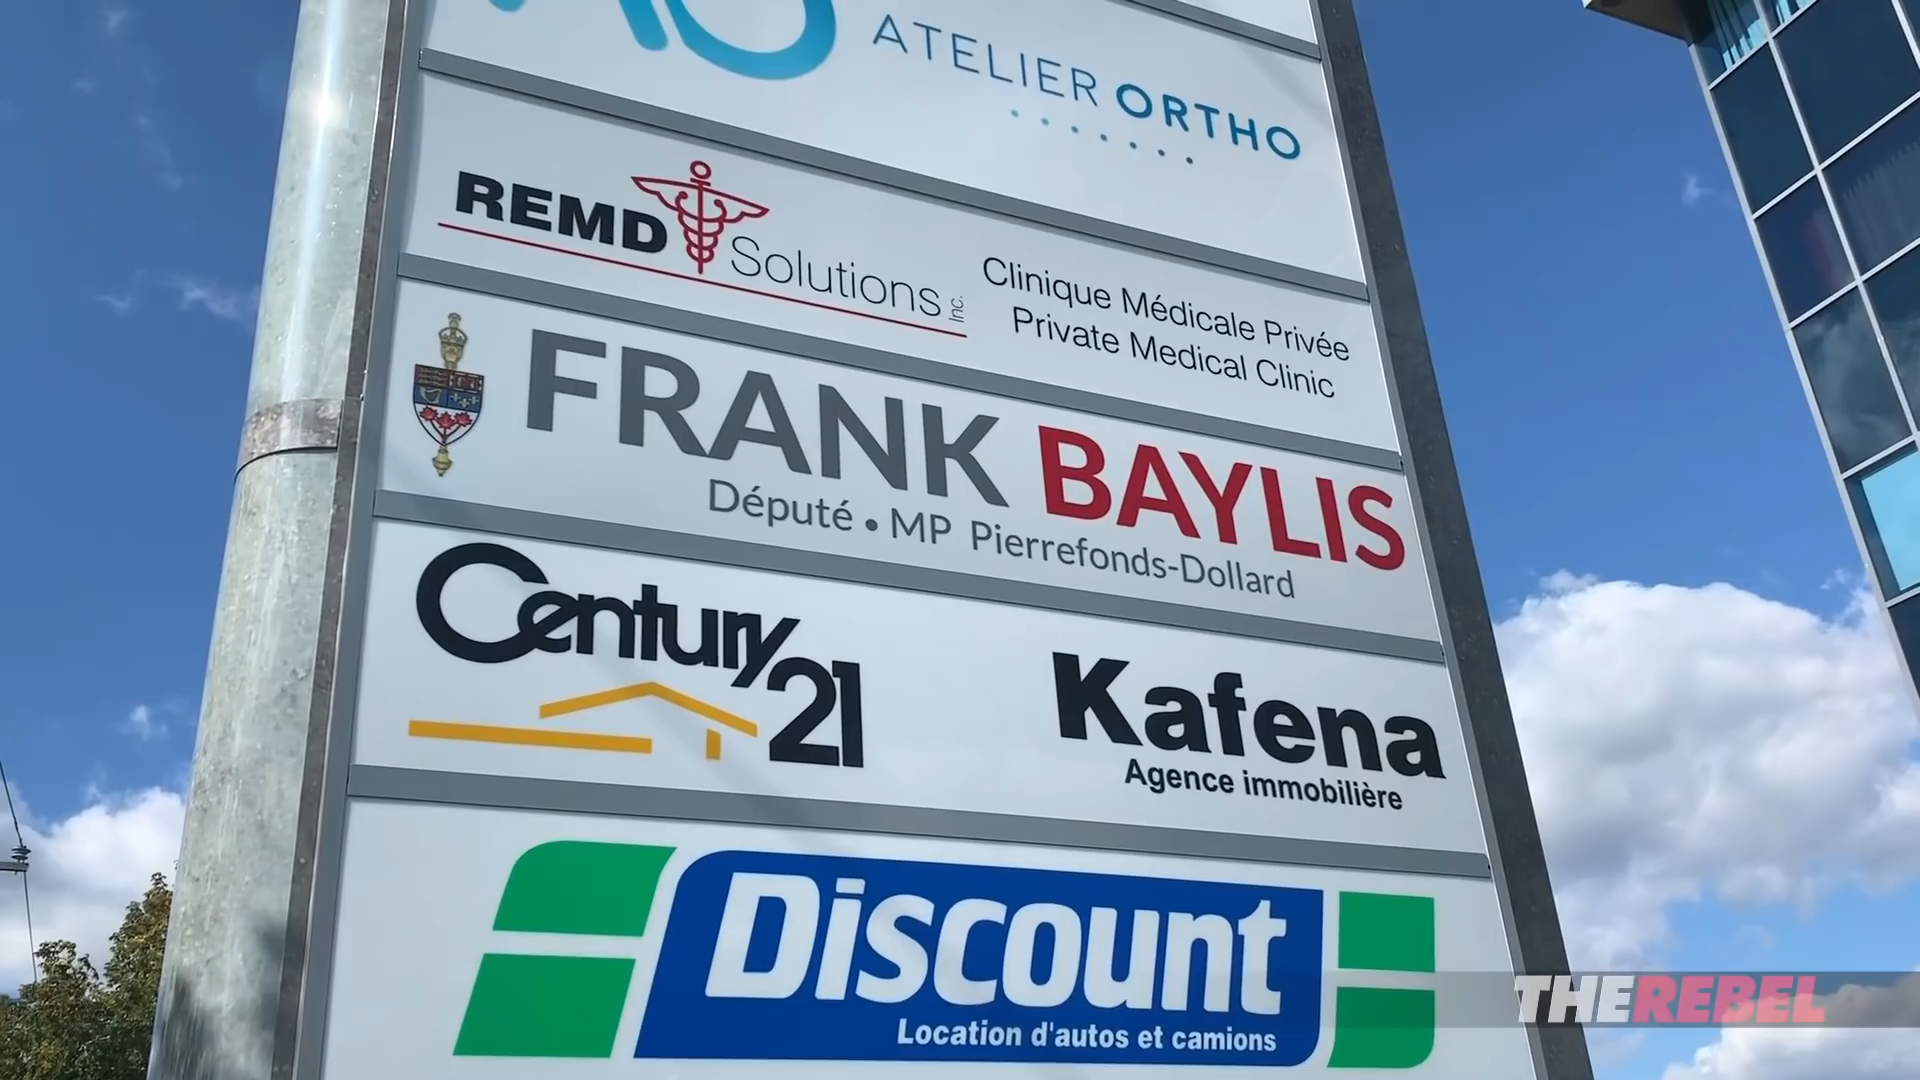 ATELIER ORTHO
REMD Solutions inc.
Clinique Médicale Privée
Private Medical Clinic
FRANK BAYLIS
Député • MP Pierrefonds-Dollard
Century 21
Kafena
Agence immobilière
Discount
Location d'autos et camions
THEREBEL